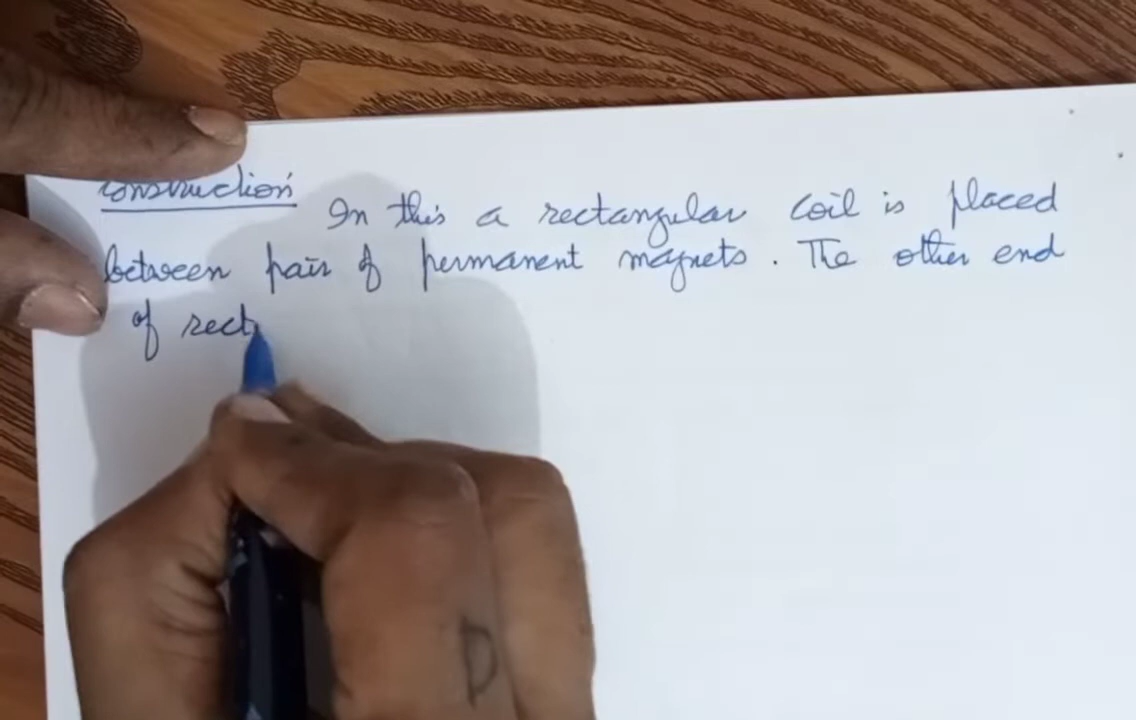 Construction
In this a rectangular coil is placed
between pair of permanent magnets. The other end
of rect
D